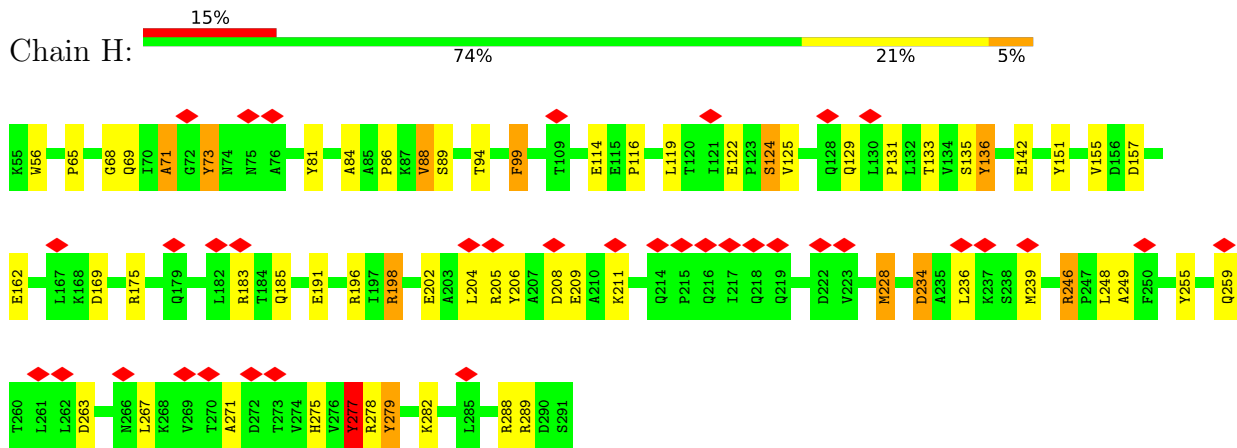 15%
Chain H:
74% 21% 5%
K55 W56 P65 G68 Q69 I70 A71 G72 Y73 N74 N75 A76 Y81 A84 A85 P86 K87 V88 S89 T94 F99 T109 E114 E115 P116 L119 T120 I121 E122 P123 S124 V125 Q128 Q129 L130 P131 L132 T133 V134 S135 Y136 E142 Y151 V155 D156 D157
E162 L167 K168 D169 R175 Q179 L182 R183 T184 Q185 E191 R196 I197 R198 E202 A203 L204 R205 Y206 A207 D208 E209 A210 K211 Q214 P215 Q216 I217 Q218 Q219 D222 V223 M228 D234 A235 L236 K237 S238 M239 R246 P247 L248 A249 F250 Y255 Q259
T260 L261 L262 D263 N266 L267 K268 V269 T270 A271 D272 T273 V274 H275 V276 Y277 R278 Y279 K282 L285 R288 R289 D290 S291